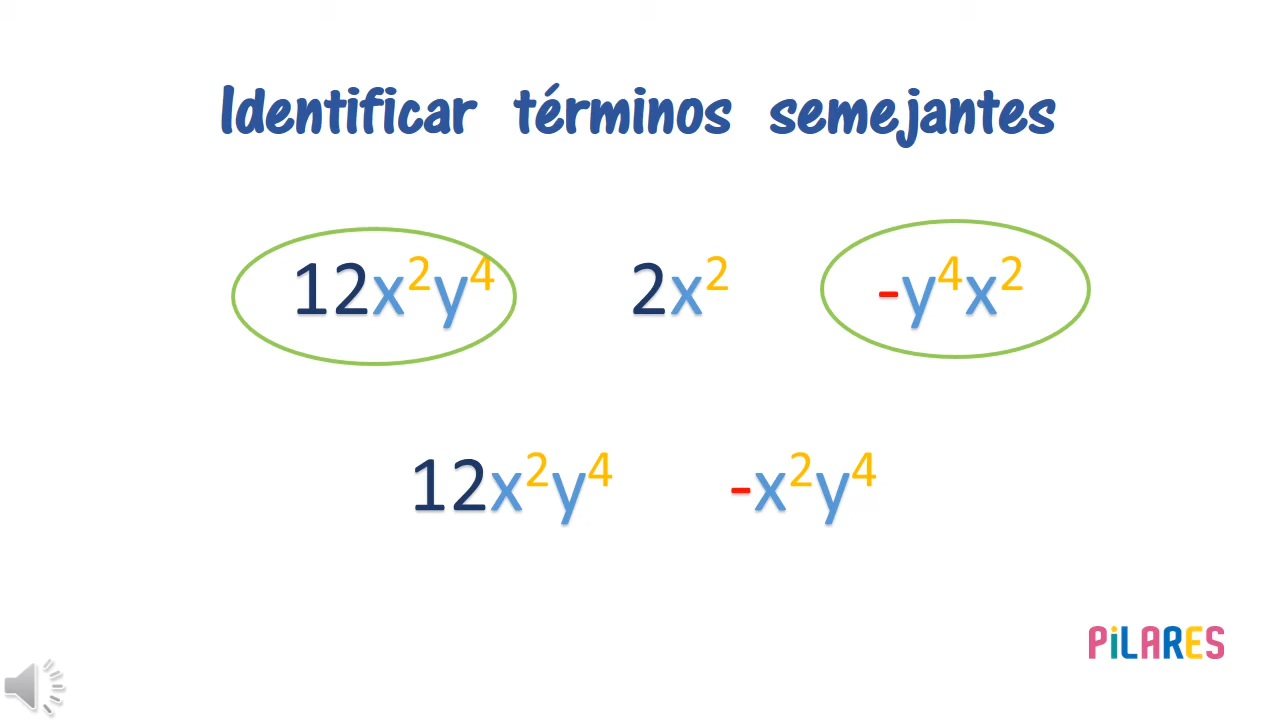 Identificar términos semejantes
12x²y⁴ 2x² -y⁴x²
12x²y⁴ -x²y⁴
PiLARES